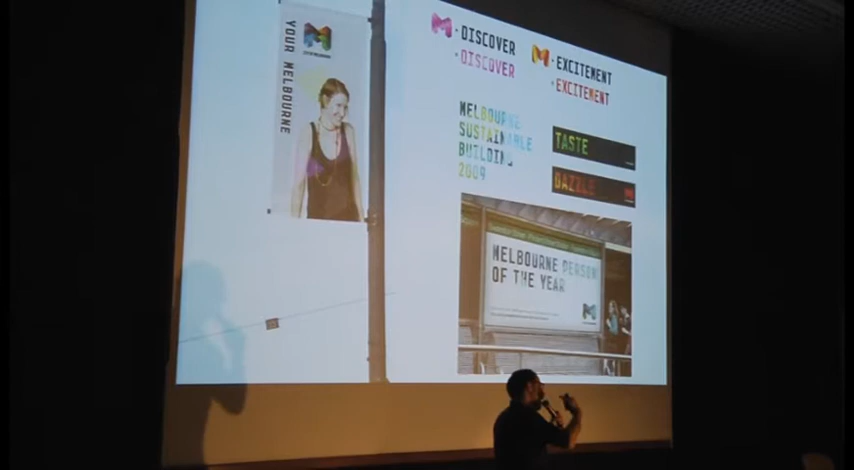 YOUR MELBOURNE
M
M·DISCOVER
·DISCOVER
M·EXCITEMENT
·EXCITEMENT
MELBOURNE
SUSTAINABLE
BUILDING
2009
TASTE
DAZZLE
MELBOURNE PERSON
OF THE YEAR
M